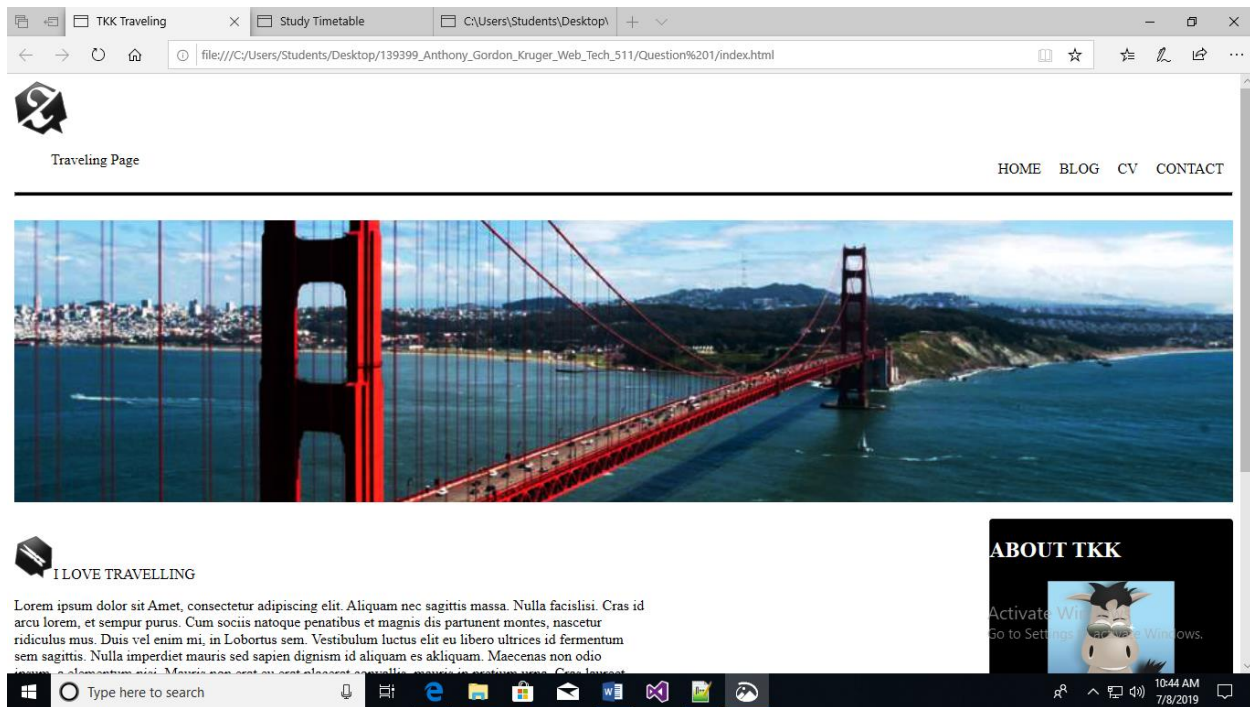 TKK Traveling
Study Timetable
C:\Users\Students\Desktop\
file:///C:/Users/Students/Desktop/139399_Anthony_Gordon_Kruger_Web_Tech_511/Question%201/index.html
Traveling Page
HOME BLOG CV CONTACT
I LOVE TRAVELLING
Lorem ipsum dolor sit Amet, consectetur adipiscing elit. Aliquam nec sagittis massa. Nulla facislisi. Cras id
arcu lorem, et sempur purus. Cum sociis natoque penatibus et magnis dis partunent montes, nascetur
ridiculus mus. Duis vel enim mi, in Lobortus sem. Vestibulum luctus elit eu libero ultrices id fermentum
sem sagittis. Nulla imperdiet mauris sed sapien dignism id aliquam es akliquam. Maecenas non odio
ABOUT TKK
Activate
Go to Settings to activate Windows.
Type here to search
10:44 AM
7/8/2019